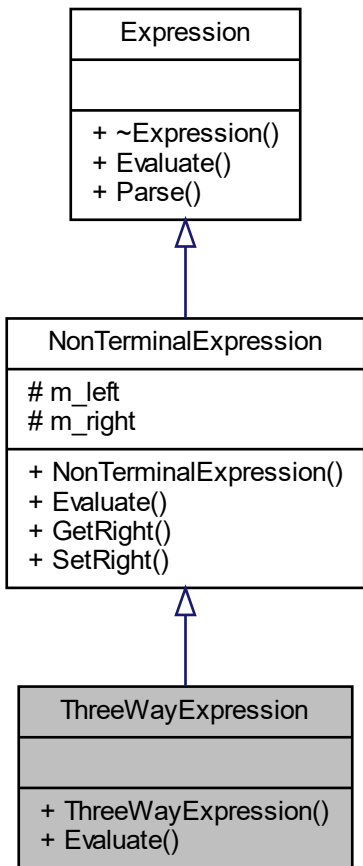 Expression
+ ~Expression()
+ Evaluate()
+ Parse()
NonTerminalExpression
# m_left
# m_right
+ NonTerminalExpression()
+ Evaluate()
+ GetRight()
+ SetRight()
ThreeWayExpression
+ ThreeWayExpression()
+ Evaluate()